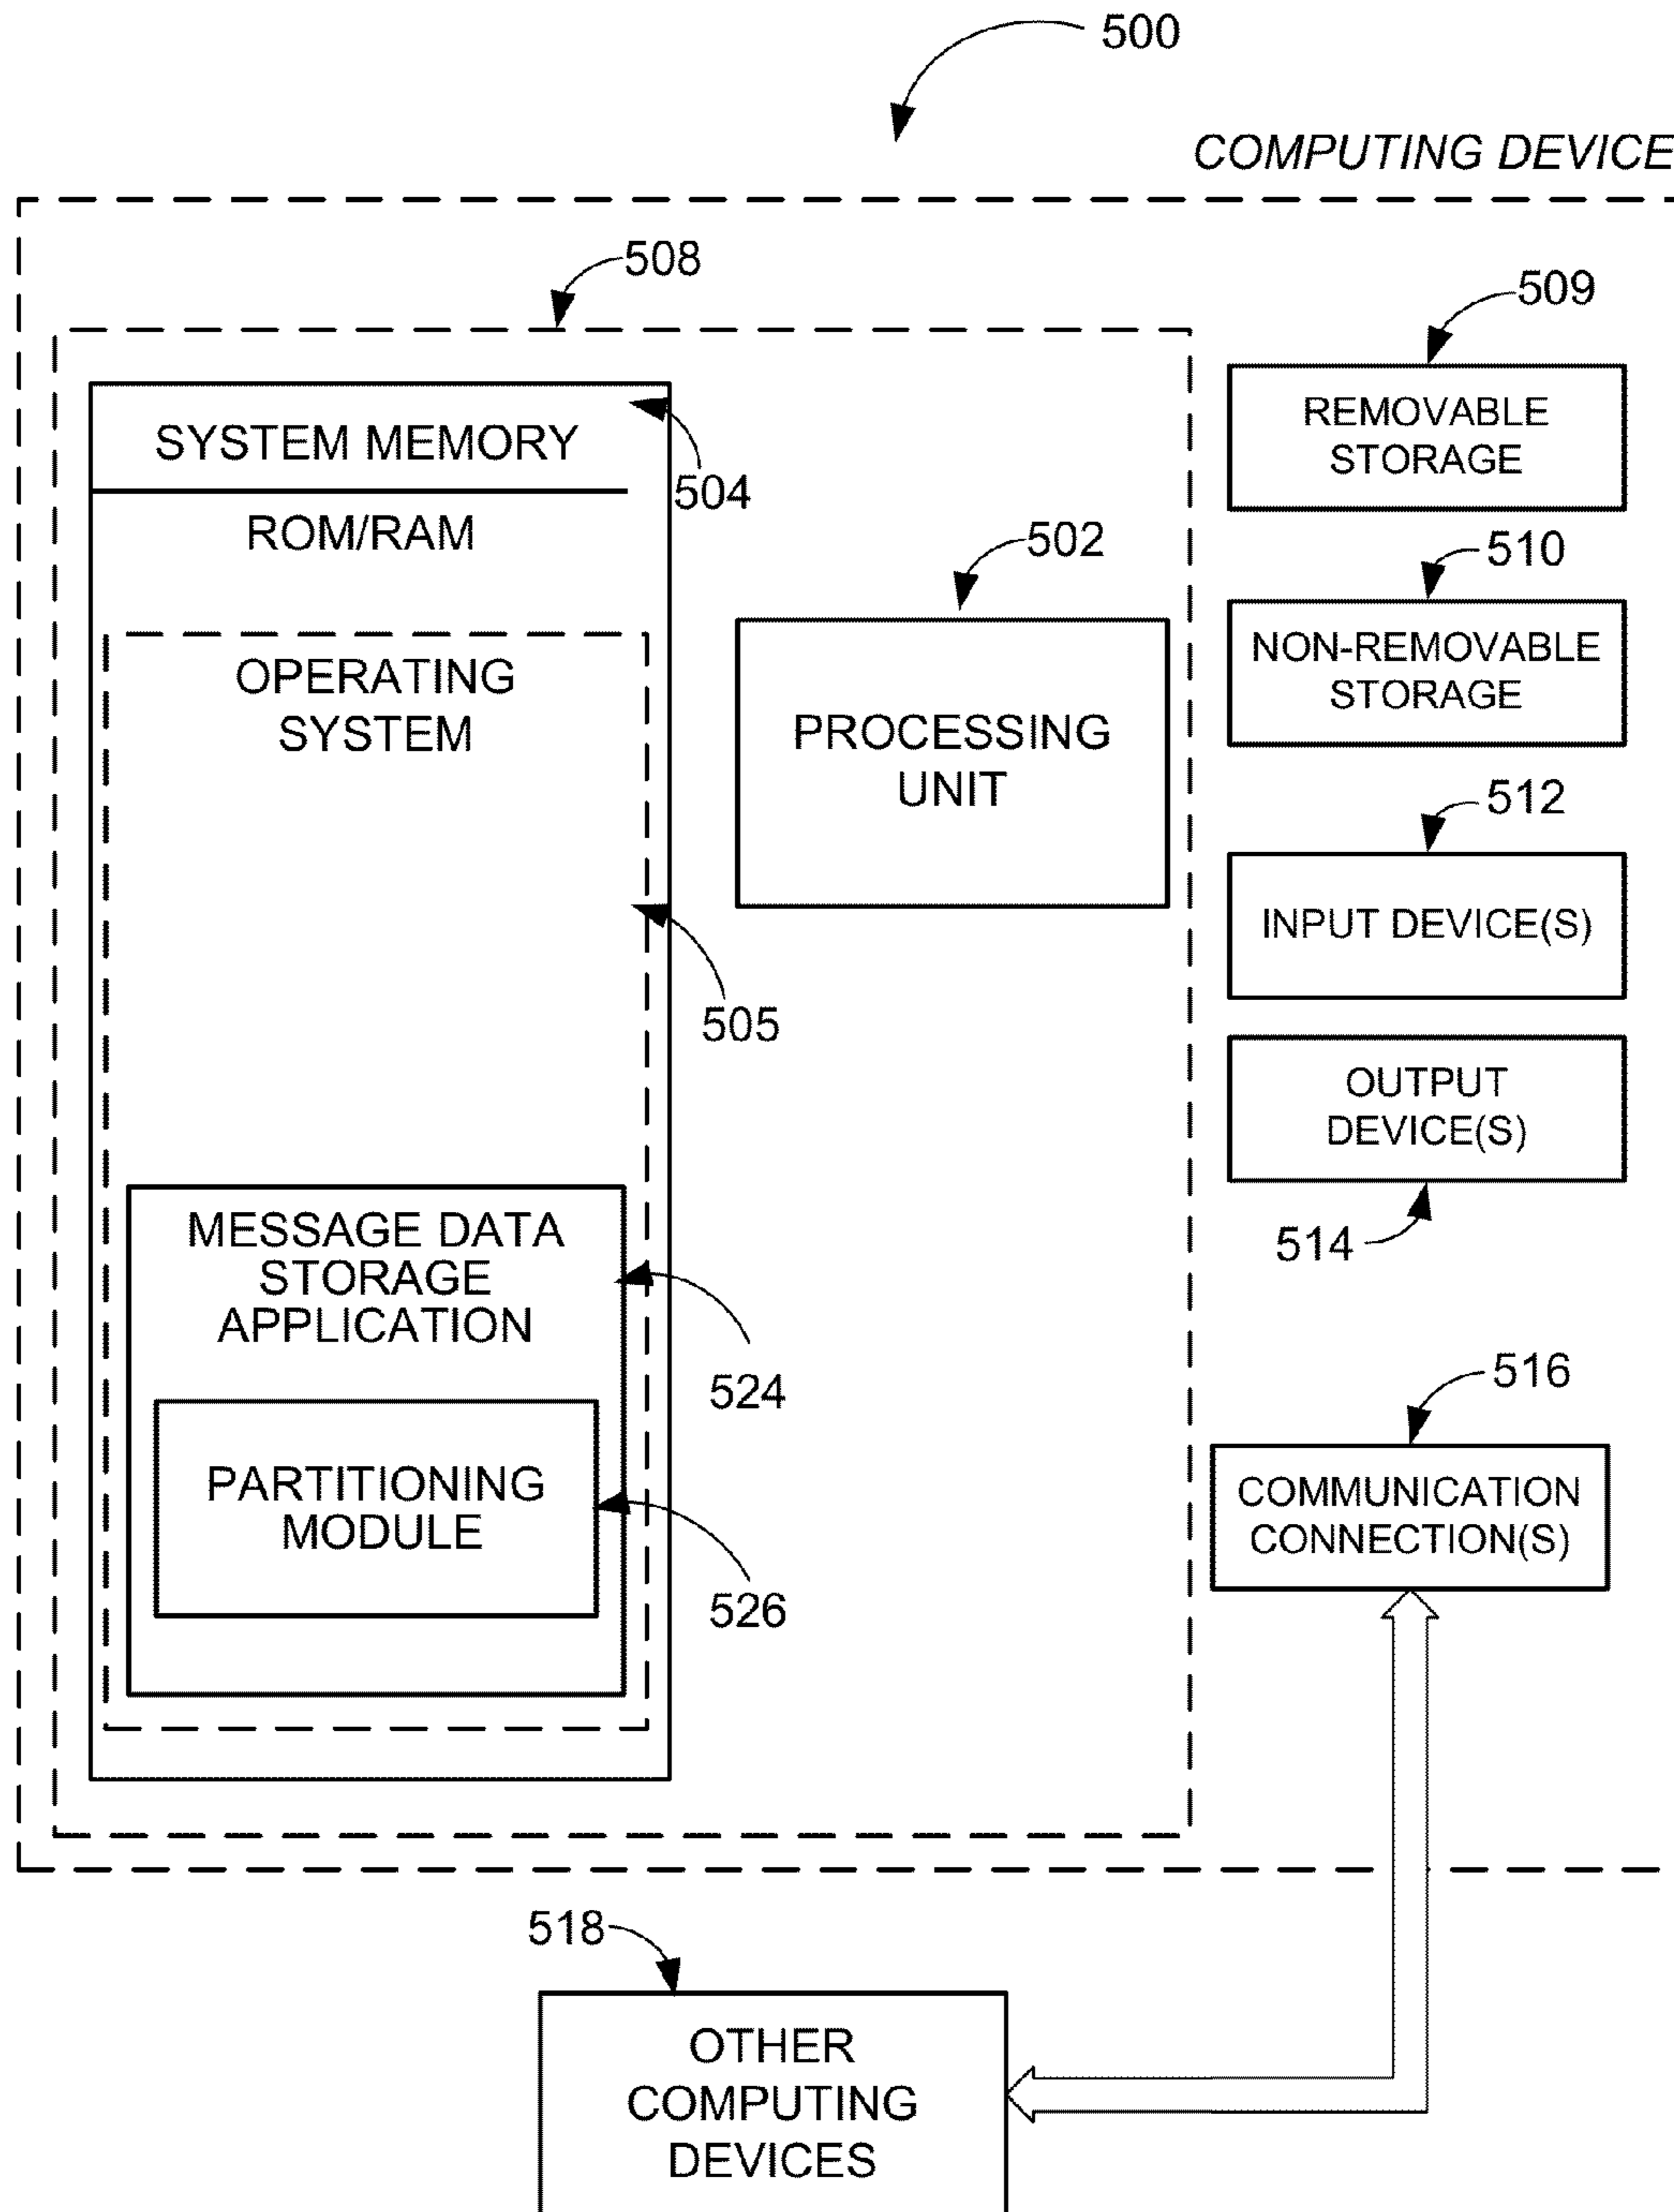 500
COMPUTING DEVICE
508
509
SYSTEM MEMORY
504
ROM/RAM
REMOVABLE
STORAGE
502
510
OPERATING
SYSTEM
PROCESSING
UNIT
NON-REMOVABLE
STORAGE
512
INPUT DEVICE(S)
505
OUTPUT
DEVICE(S)
514
MESSAGE DATA
STORAGE
APPLICATION
524
516
PARTITIONING
MODULE
526
COMMUNICATION
CONNECTION(S)
518
OTHER
COMPUTING
DEVICES